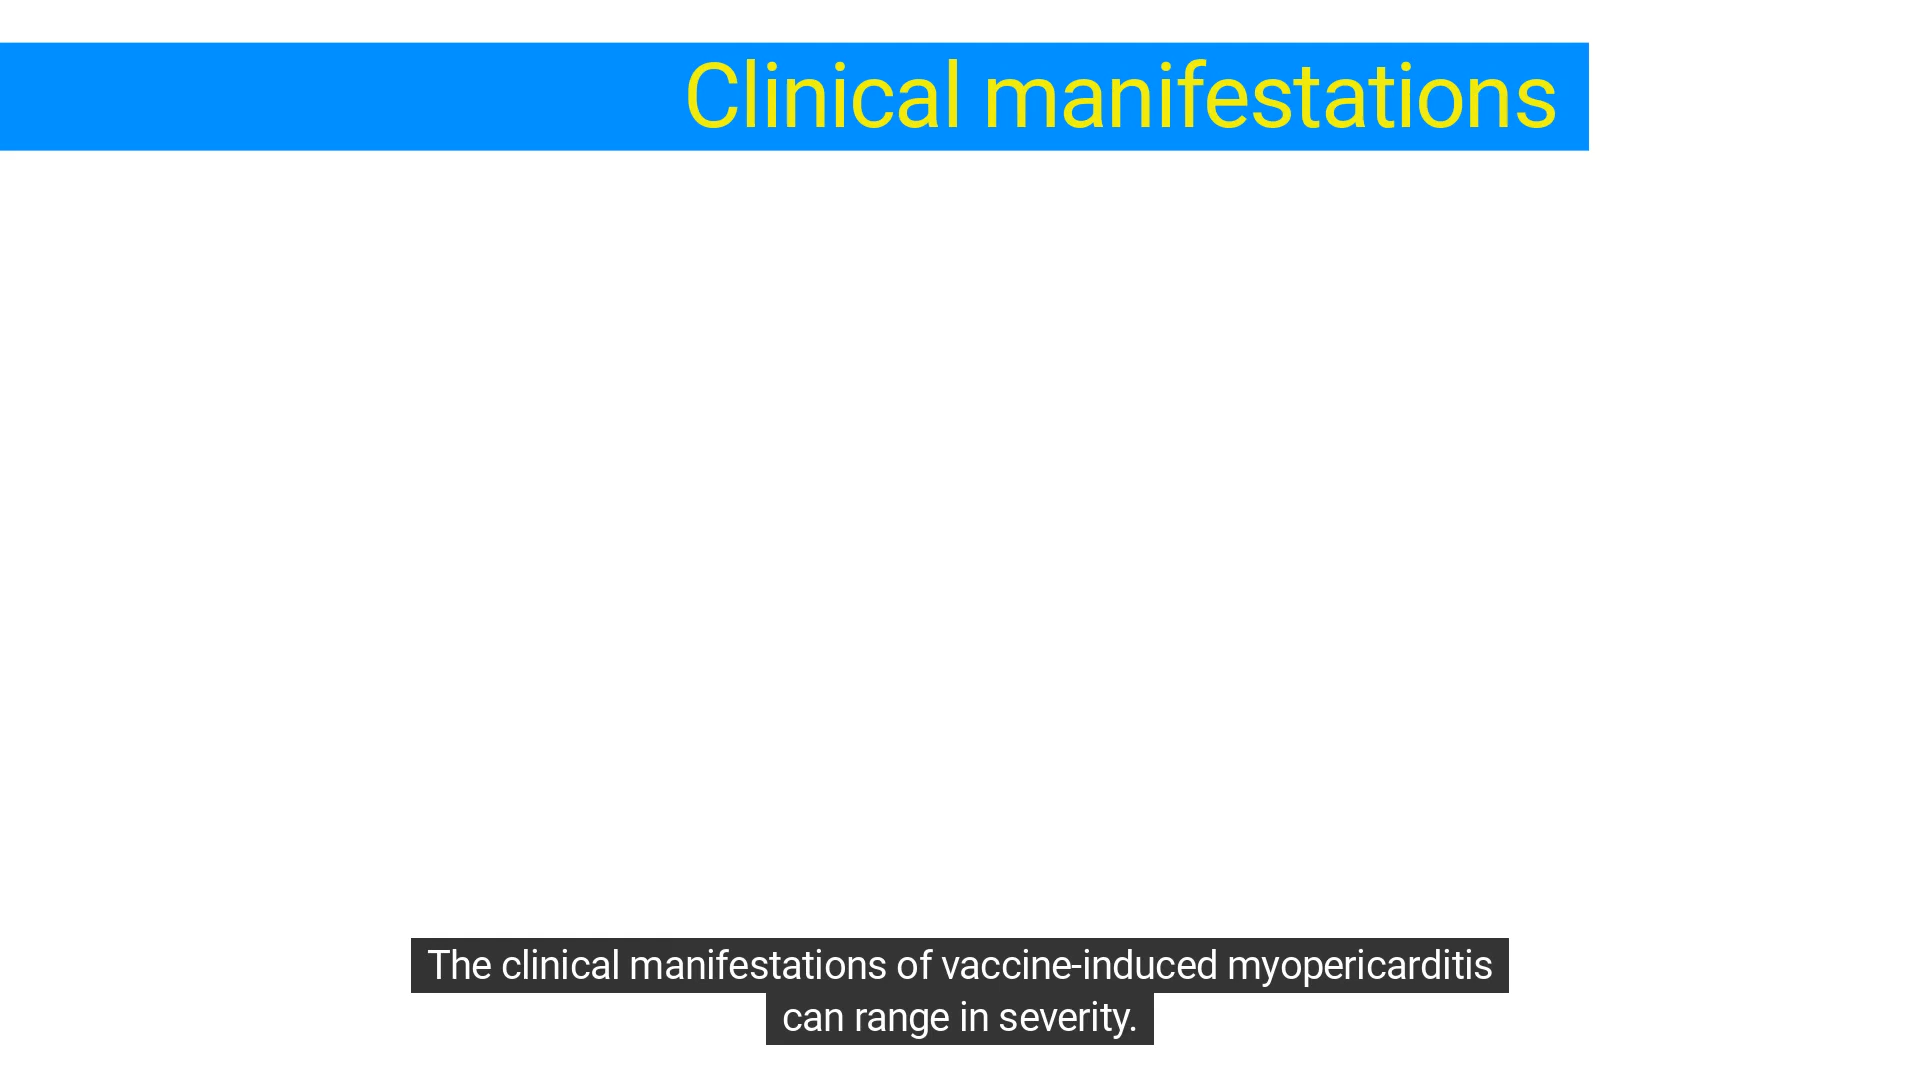 Clinical manifestations
The clinical manifestations of vaccine-induced myopericarditis
can range in severity.